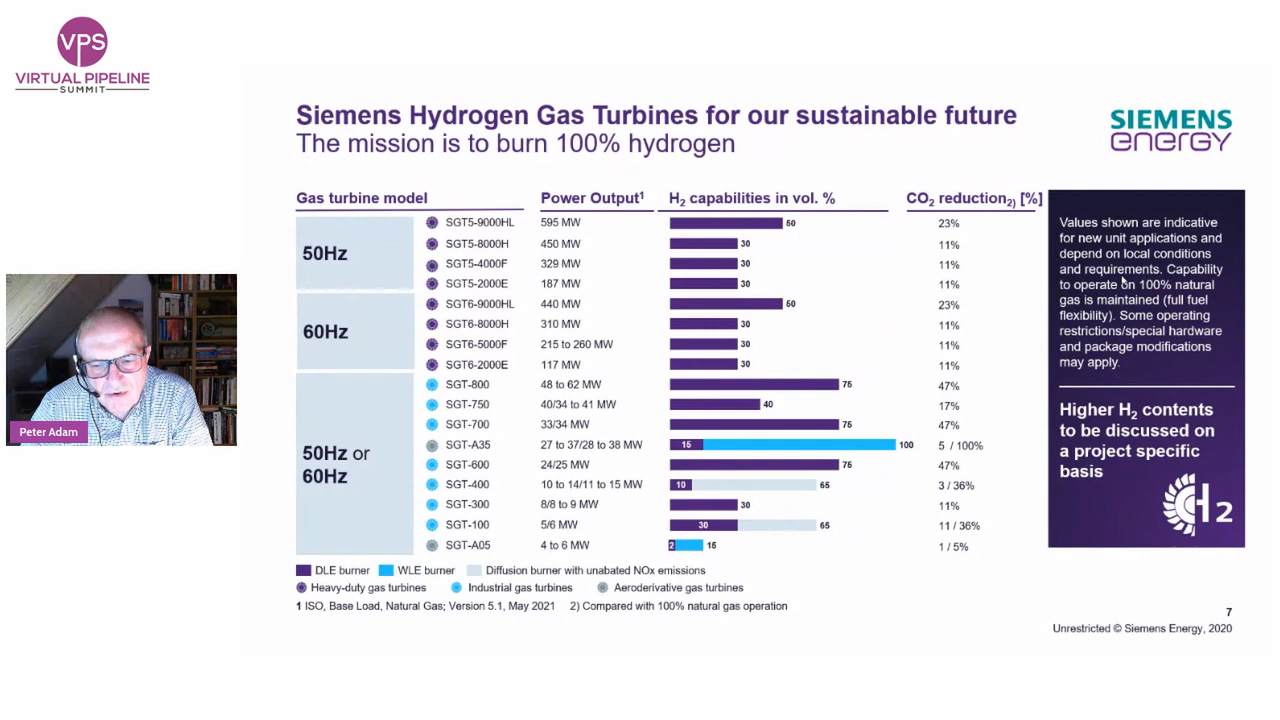 VPS
VIRTUAL PIPELINE
SUMMIT
Siemens Hydrogen Gas Turbines for our sustainable future
The mission is to burn 100% hydrogen
SIEMENS
energy
Gas turbine model Power Output¹ H₂ capabilities in vol. % CO₂ reduction₂₎ [%]
50Hz
SGT5-9000HL 595 MW 50 23%
SGT5-8000H 450 MW 30 11%
SGT5-4000F 329 MW 30 11%
SGT5-2000E 187 MW 30 11%
60Hz
SGT6-9000HL 440 MW 50 23%
SGT6-8000H 310 MW 30 11%
SGT6-5000F 215 to 260 MW 30 11%
SGT6-2000E 117 MW 30 11%
50Hz or
60Hz
SGT-800 48 to 62 MW 75 47%
SGT-750 40/34 to 41 MW 40 17%
SGT-700 33/34 MW 75 47%
SGT-A35 27 to 37/28 to 38 MW 15 100 5 / 100%
SGT-600 24/25 MW 75 47%
SGT-400 10 to 14/11 to 15 MW 10 65 3 / 36%
SGT-300 8/8 to 9 MW 30 11%
SGT-100 5/6 MW 30 65 11 / 36%
SGT-A05 4 to 6 MW 2 15 1 / 5%
DLE burner WLE burner Diffusion burner with unabated NOx emissions
Heavy-duty gas turbines Industrial gas turbines Aeroderivative gas turbines
1 ISO, Base Load, Natural Gas; Version 5.1, May 2021 2) Compared with 100% natural gas operation
Values shown are indicative
for new unit applications and
depend on local conditions
and requirements. Capability
to operate on 100% natural
gas is maintained (full fuel
flexibility). Some operating
restrictions/special hardware
and package modifications
may apply.
Higher H₂ contents
to be discussed on
a project specific
basis
H2
Peter Adam
7
Unrestricted © Siemens Energy, 2020